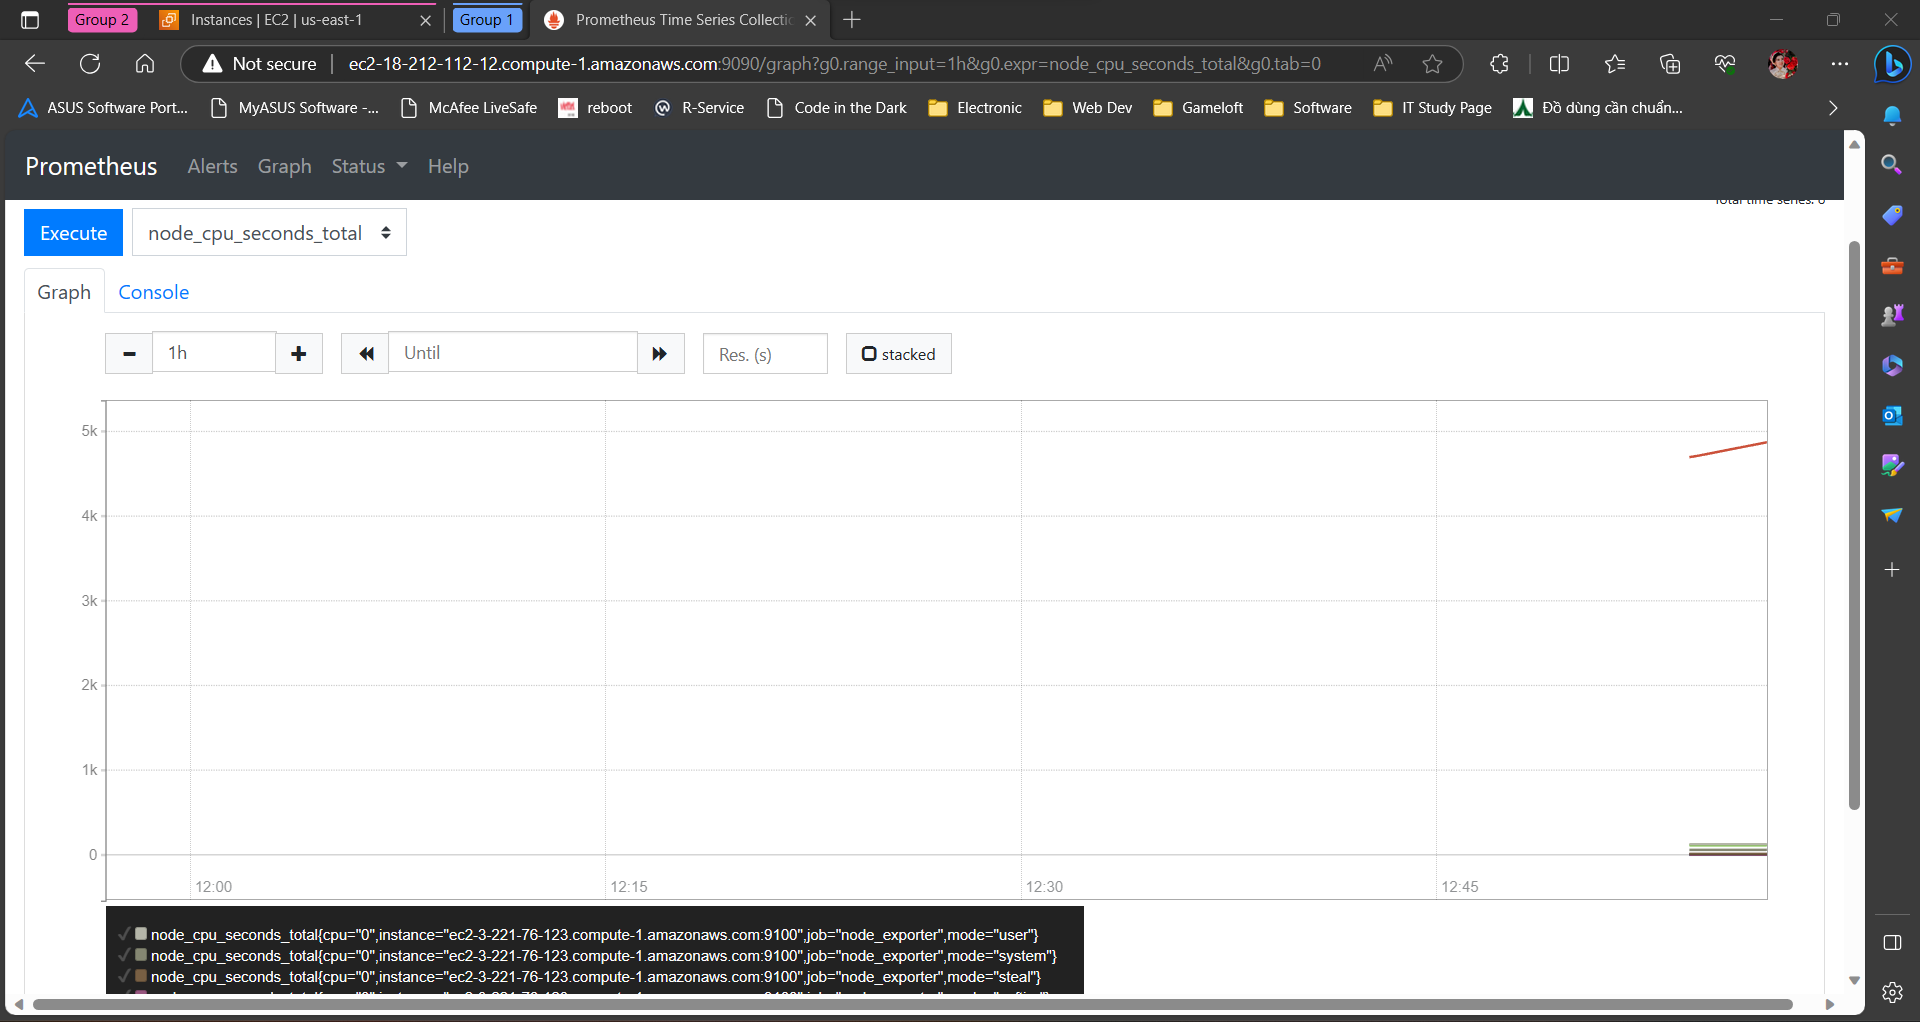 Group 2
Instances | EC2 | us-east-1
Group 1
Prometheus Time Series Collectic
Not secure
ec2-18-212-112-12.compute-1.amazonaws.com:9090/graph?g0.range_input=1h&g0.expr=node_cpu_seconds_total&g0.tab=0
ASUS Software Port...
MyASUS Software -...
McAfee LiveSafe
reboot
R-Service
Code in the Dark
Electronic
Web Dev
Gameloft
Software
IT Study Page
Đồ dùng cần chuẩn...
Prometheus
Alerts
Graph
Status
Help
Total time series:
Execute
node_cpu_seconds_total
Graph
Console
1h
Until
Res. (s)
stacked
5k
4k
3k
2k
1k
0
12:00
12:15
12:30
12:45
node_cpu_seconds_total{cpu="0",instance="ec2-3-221-76-123.compute-1.amazonaws.com:9100",job="node_exporter",mode="user"}
node_cpu_seconds_total{cpu="0",instance="ec2-3-221-76-123.compute-1.amazonaws.com:9100",job="node_exporter",mode="system"}
node_cpu_seconds_total{cpu="0",instance="ec2-3-221-76-123.compute-1.amazonaws.com:9100",job="node_exporter",mode="steal"}